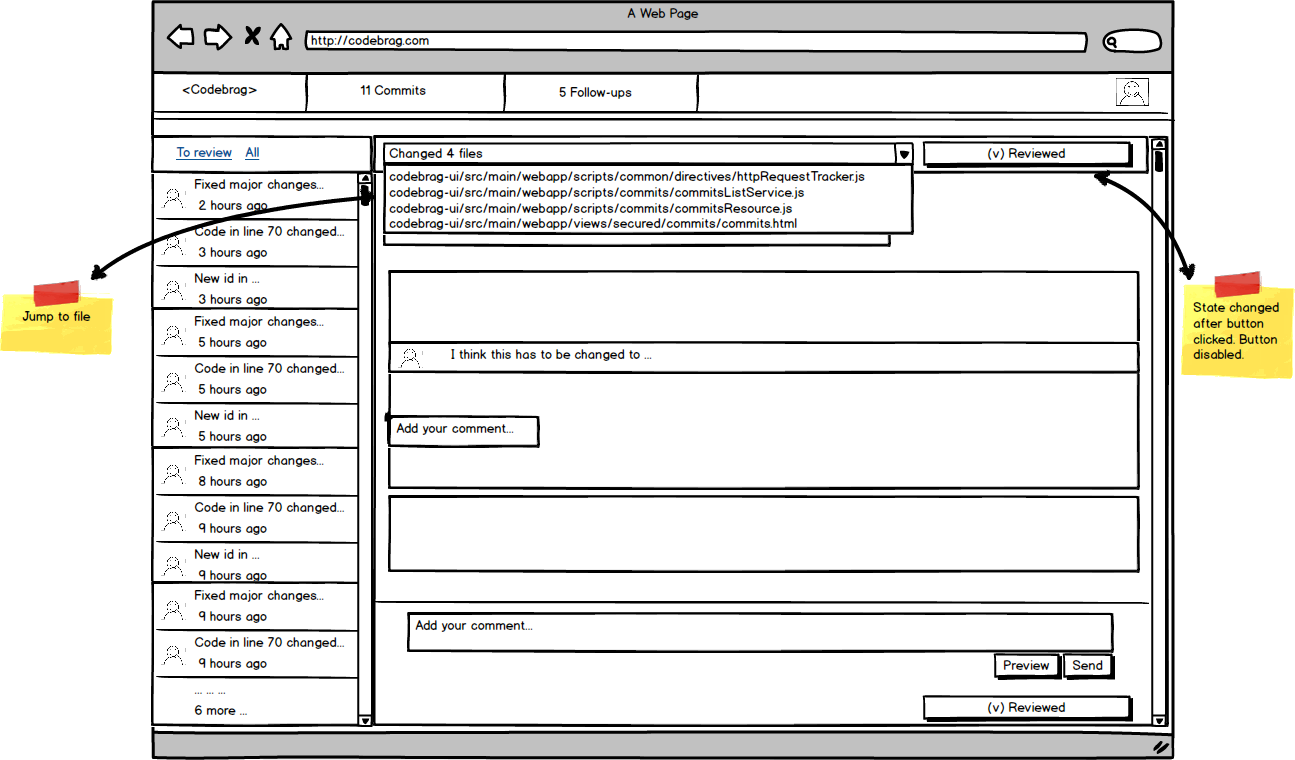 A Web Page
http://codebrag.com
<Codebrag>
11 Commits
5 Follow-ups
To review All
Changed 4 files
(v) Reviewed
codebrag-ui/src/main/webapp/scripts/common/directives/httpRequestTracker.js
codebrag-ui/src/main/webapp/scripts/commits/commitsListService.js
codebrag-ui/src/main/webapp/scripts/commits/commitsResource.js
codebrag-ui/src/main/webapp/views/secured/commits/commits.html
Fixed major changes...
2 hours ago
Code in line 70 changed...
3 hours ago
New id in ...
3 hours ago
Fixed major changes...
5 hours ago
Code in line 70 changed...
5 hours ago
New id in ...
5 hours ago
Fixed major changes...
8 hours ago
Code in line 70 changed...
9 hours ago
New id in ...
9 hours ago
Fixed major changes...
9 hours ago
Code in line 70 changed...
9 hours ago
... ... ...
6 more ...
Jump to file
I think this has to be changed to ...
Add your comment...
Add your comment...
Preview
Send
(v) Reviewed
State changed
after button
clicked. Button
disabled.